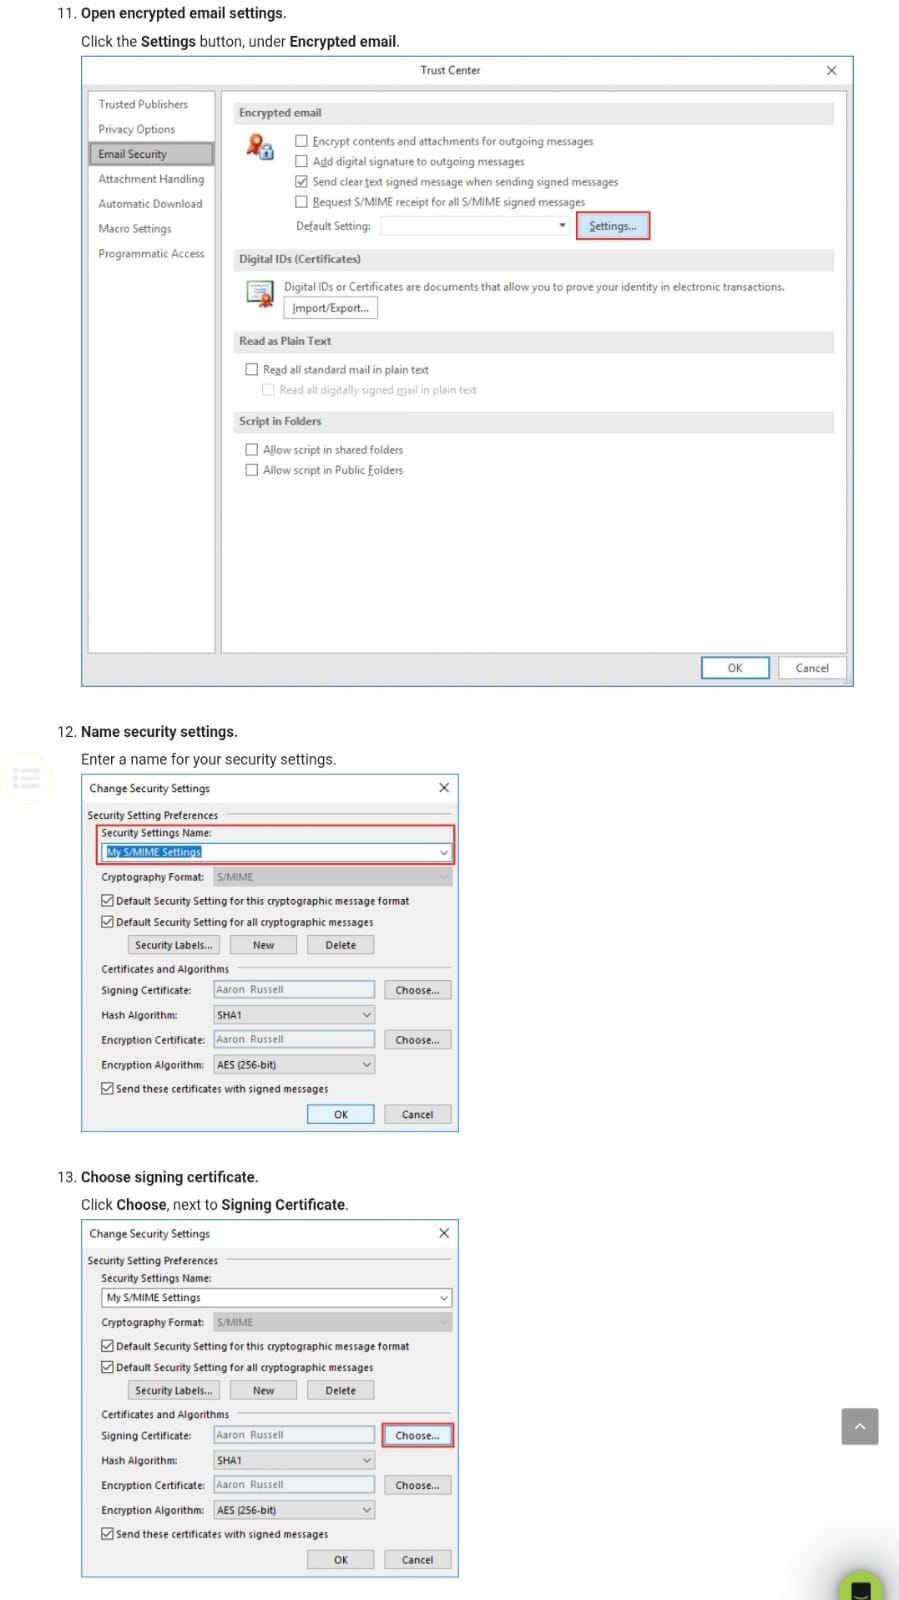 11. Open encrypted email settings.
Click the Settings button, under Encrypted email.
Trust Center
Trusted Publishers
Privacy Options
Email Security
Attachment Handling
Automatic Download
Macro Settings
Programmatic Access
Encrypted email
Encrypt contents and attachments for outgoing messages
Add digital signature to outgoing messages
Send clear text signed message when sending signed messages
Request S/MIME receipt for all S/MIME signed messages
Default Setting:
Settings...
Digital IDs (Certificates)
Digital IDs or Certificates are documents that allow you to prove your identity in electronic transactions.
Import/Export...
Read as Plain Text
Read all standard mail in plain text
Read all digitally signed mail in plain text
Script in Folders
Allow script in shared folders
Allow script in Public Folders
OK Cancel
12. Name security settings.
Enter a name for your security settings.
Change Security Settings
Security Setting Preferences
Security Settings Name:
My S/MIME Settings
Cryptography Format: S/MIME
Default Security Setting for this cryptographic message format
Default Security Setting for all cryptographic messages
Security Labels... New Delete
Certificates and Algorithms
Signing Certificate: Aaron Russell Choose...
Hash Algorithm: SHA1
Encryption Certificate: Aaron Russell Choose...
Encryption Algorithm: AES (256-bit)
Send these certificates with signed messages
OK Cancel
13. Choose signing certificate.
Click Choose, next to Signing Certificate.
Change Security Settings
Security Setting Preferences
Security Settings Name:
My S/MIME Settings
Cryptography Format: S/MIME
Default Security Setting for this cryptographic message format
Default Security Setting for all cryptographic messages
Security Labels... New Delete
Certificates and Algorithms
Signing Certificate: Aaron Russell Choose...
Hash Algorithm: SHA1
Encryption Certificate: Aaron Russell Choose...
Encryption Algorithm: AES (256-bit)
Send these certificates with signed messages
OK Cancel